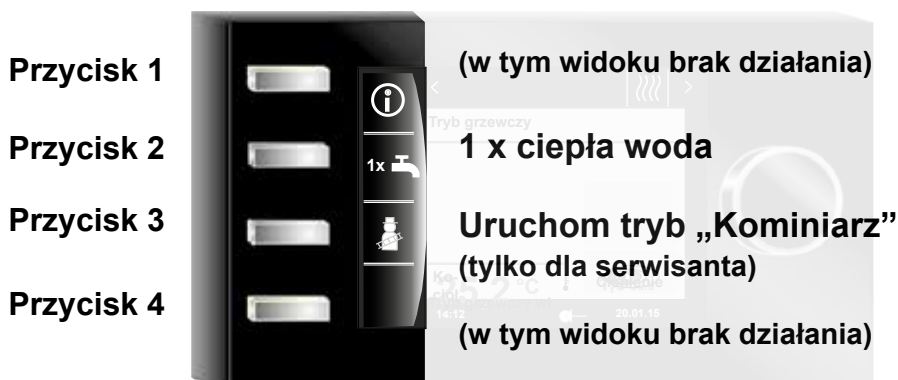 Przycisk 1
(w tym widoku brak działania)
Tryb grzewczy
Przycisk 2
1x
1 x ciepła woda
Przycisk 3
Uruchom tryb „Kominiarz”
(tylko dla serwisanta)
°C
14:12
20.01.15
Przycisk 4
(w tym widoku brak działania)